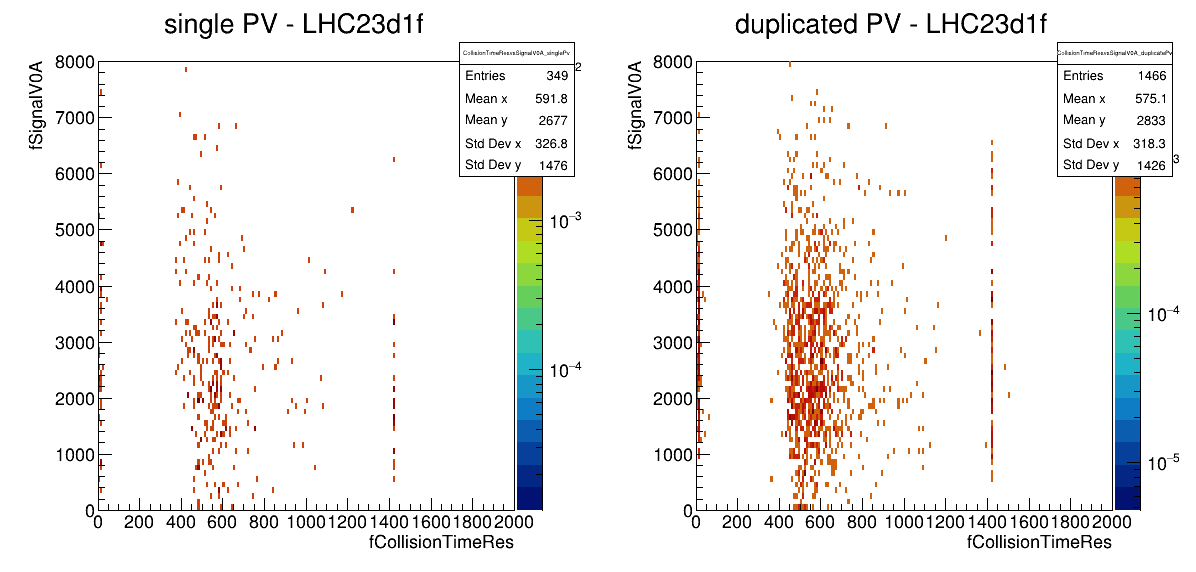 single PV - LHC23d1f
fSignalV0A
8000
7000
6000
5000
4000
3000
2000
1000
0
0 200 400 600 800 1000 1200 1400 1600 1800 2000
fCollisionTimeRes
CollisionTimeResvsSignalV0A_singlePv
Entries 349
Mean x 591.8
Mean y 2677
Std Dev x 326.8
Std Dev y 1476
2
10−3
10−4
duplicated PV - LHC23d1f
fSignalV0A
8000
7000
6000
5000
4000
3000
2000
1000
0
0 200 400 600 800 1000 1200 1400 1600 1800 2000
fCollisionTimeRes
CollisionTimeResvsSignalV0A_duplicatePv
Entries 1466
Mean x 575.1
Mean y 2833
Std Dev x 318.3
Std Dev y 1426
3
10−4
10−5